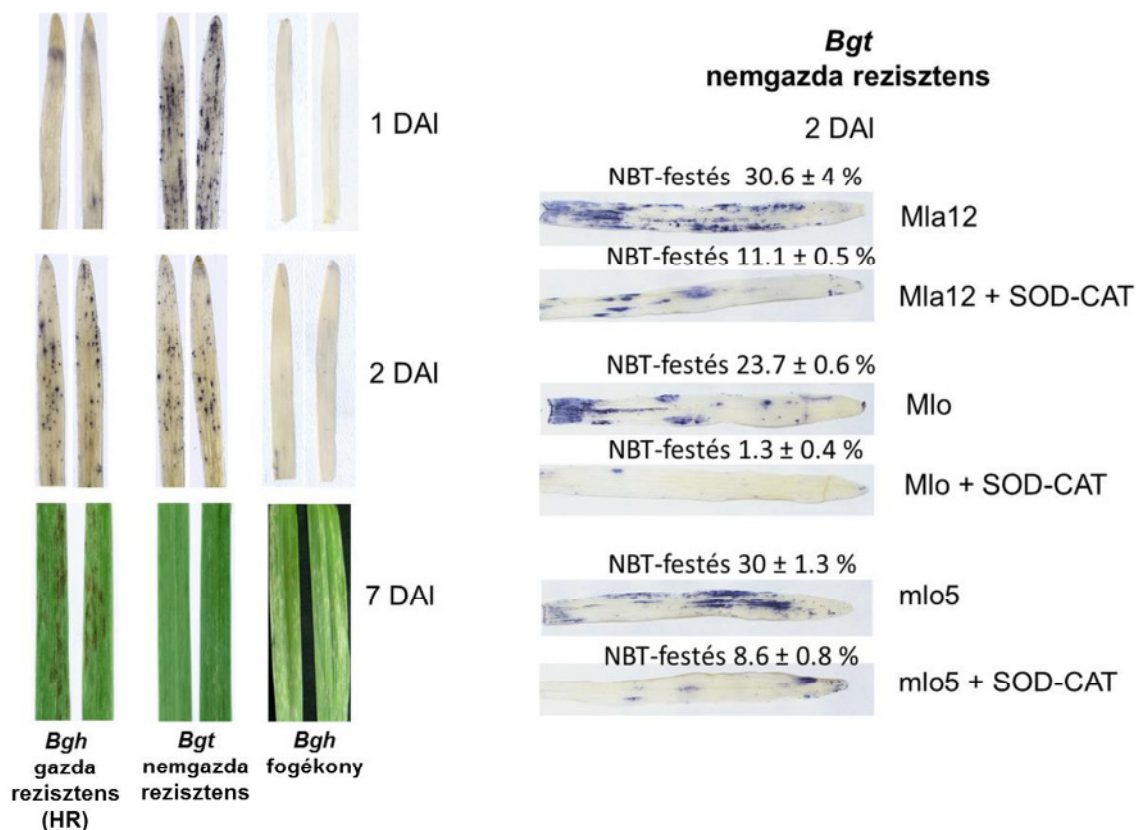 1 DAI
2 DAI
7 DAI
Bgh
gazda
rezisztens
(HR)
Bgt
nemgazda
rezisztens
Bgh
fogékony
Bgt
nemgazda rezisztens
2 DAI
NBT-festés 30.6 ± 4 %
Mla12
NBT-festés 11.1 ± 0.5 %
Mla12 + SOD-CAT
NBT-festés 23.7 ± 0.6 %
Mlo
NBT-festés 1.3 ± 0.4 %
Mlo + SOD-CAT
NBT-festés 30 ± 1.3 %
mlo5
NBT-festés 8.6 ± 0.8 %
mlo5 + SOD-CAT